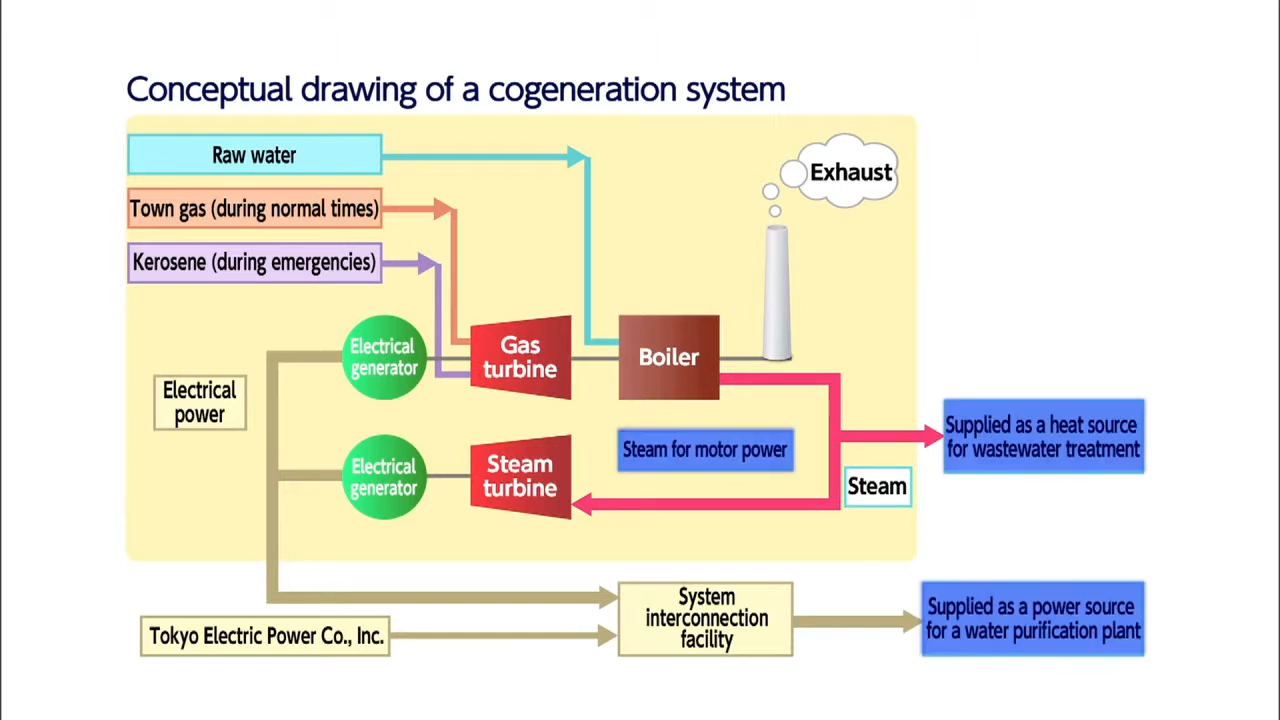 Conceptual drawing of a cogeneration system
Raw water
Exhaust
Town gas (during normal times)
Kerosene (during emergencies)
Electrical
generator
Gas
turbine
Boiler
Electrical
power
Supplied as a heat source
for wastewater treatment
Steam for motor power
Electrical
generator
Steam
turbine
Steam
System
interconnection
facility
Supplied as a power source
for a water purification plant
Tokyo Electric Power Co., Inc.